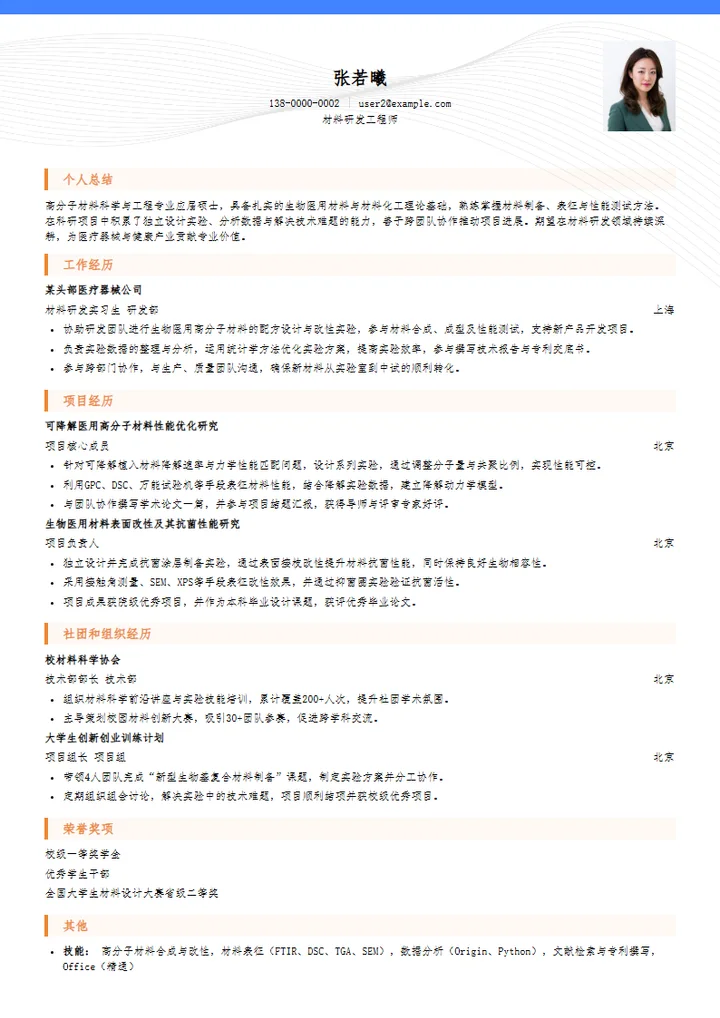 张若曦
138-0000-0002 | user2@example.com
材料研发工程师
个人总结
高分子材料科学与工程专业应届硕士，具备扎实的生物医用材料与材料化工理论基础，熟练掌握材料制备、表征与性能测试方法。
在科研项目中积累了独立设计实验、分析数据与解决技术难题的能力，善于跨团队协作推动项目进展。期望在材料研发领域持续深
耕，为医疗器械与健康产业贡献专业价值。
工作经历
某头部医疗器械公司
材料研发实习生 研发部 上海
• 协助研发团队进行生物医用高分子材料的配方设计与改性实验，参与材料合成、成型及性能测试，支持新产品开发项目。
• 负责实验数据的整理与分析，运用统计学方法优化实验方案，提高实验效率，参与撰写技术报告与专利交底书。
• 参与跨部门协作，与生产、质量团队沟通，确保新材料从实验室到中试的顺利转化。
项目经历
可降解医用高分子材料性能优化研究
项目核心成员 北京
• 针对可降解植入材料降解速率与力学性能匹配问题，设计系列实验，通过调整分子量与共聚比例，实现性能可控。
• 利用GPC、DSC、万能试验机等手段表征材料性能，结合降解实验数据，建立降解动力学模型。
• 与团队协作撰写学术论文一篇，并参与项目结题汇报，获得导师与评审专家好评。
生物医用材料表面改性及其抗菌性能研究
项目负责人 北京
• 独立设计并完成抗菌涂层制备实验，通过表面接枝改性提升材料抗菌性能，同时保持良好生物相容性。
• 采用接触角测量、SEM、XPS等手段表征改性效果，并通过抑菌圈实验验证抗菌活性。
• 项目成果获院级优秀项目，并作为本科毕业设计课题，获评优秀毕业论文。
社团和组织经历
校材料科学协会
技术部部长 技术部 北京
• 组织材料科学前沿讲座与实验技能培训，累计覆盖200+人次，提升社团学术氛围。
• 主导策划校园材料创新大赛，吸引30+团队参赛，促进跨学科交流。
大学生创新创业训练计划
项目组长 项目组 北京
• 带领4人团队完成“新型生物基复合材料制备”课题，制定实验方案并分工协作。
• 定期组织组会讨论，解决实验中的技术难题，项目顺利结项并获校级优秀项目。
荣誉奖项
校级一等奖学金
优秀学生干部
全国大学生材料设计大赛省级二等奖
其他
• 技能： 高分子材料合成与改性，材料表征（FTIR、DSC、TGA、SEM），数据分析（Origin、Python），文献检索与专利撰写，
Office（精通）